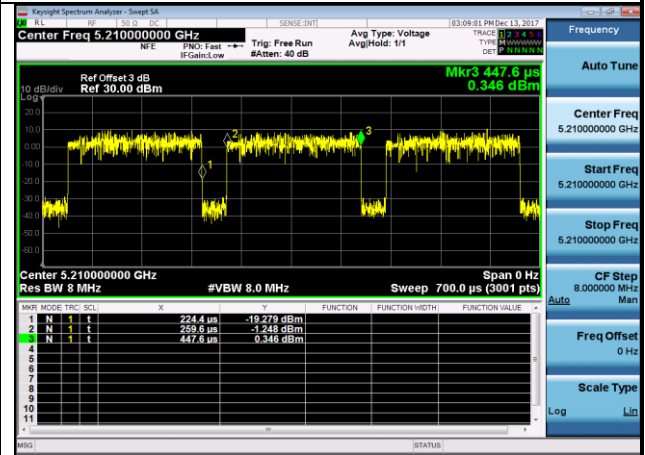 Keysight Spectrum Analyzer - Swept SA
RL RF 50 Ω DC SENSE:INT 03:09:01 PM Dec 13, 2017
Center Freq 5.210000000 GHz
NFE PNO: Fast Trig: Free Run Avg Type: Voltage
IFGain:Low #Atten: 40 dB Avg|Hold: 1/1
TRACE 1 2 3 4 5 6
TYPE M WWWWW
DET P NNNNN
Mkr3 447.6 µs
0.346 dBm
Ref Offset 3 dB
10 dB/div Ref 30.00 dBm
Log
20.0
10.0
0.00
-10.0
-20.0
-30.0
-40.0
-50.0
-60.0
1
2
3
Center 5.210000000 GHz Span 0 Hz
Res BW 8 MHz #VBW 8.0 MHz Sweep 700.0 µs (3001 pts)
MKR MODE TRC SCL X Y FUNCTION FUNCTION WIDTH FUNCTION VALUE
1 N 1 t 224.4 µs -19.279 dBm
2 N 1 t 259.6 µs -1.248 dBm
3 N 1 t 447.6 µs 0.346 dBm
4
5
6
7
8
9
10
11
MSG STATUS
Frequency
Auto Tune
Center Freq
5.210000000 GHz
Start Freq
5.210000000 GHz
Stop Freq
5.210000000 GHz
CF Step
8.000000 MHz
Auto Man
Freq Offset
0 Hz
Scale Type
Log Lin